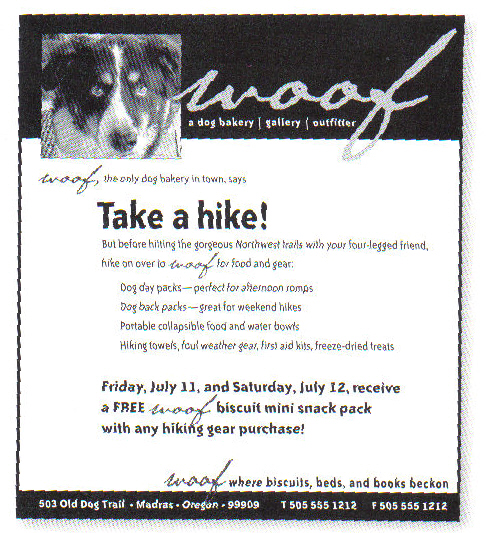 woof
a dog bakery | gallery | outfitter
woof, the only dog bakery in town, says
Take a hike!
But before hitting the gorgeous Northwest trails with your four-legged friend,
hike on over to woof for food and gear:
Dog day packs—perfect for afternoon romps
Dog back packs—great for weekend hikes
Portable collapsible food and water bowls
Hiking towels, foul weather gear, first aid kits, freeze-dried treats
Friday, July 11, and Saturday, July 12, receive
a FREE woof biscuit mini snack pack
with any hiking gear purchase!
woof where biscuits, beds, and books beckon
503 Old Dog Trail • Madras • Oregon • 99909 T 505 555 1212 F 505 555 1212